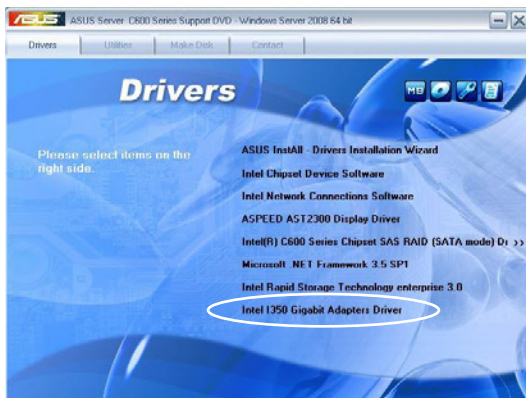 ASUS ASUS Server C600 Series Support DVD - Windows Server 2008 64 bit
Drivers Utilities Make Disk Contact
Drivers
MB
Please select items on the
right side.
ASUS InstAll - Drivers Installation Wizard
Intel Chipset Device Software
Intel Network Connections Software
ASPEED AST2300 Display Driver
Intel(R) C600 Series Chipset SAS RAID (SATA mode) Dr >>
Microsoft .NET Framework 3.5 SP1
Intel Rapid Storage Technology enterprise 3.0
Intel I350 Gigabit Adapters Driver